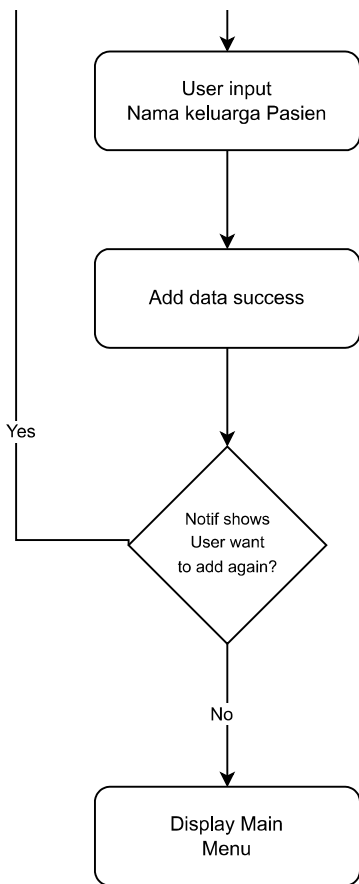 User input
Nama keluarga Pasien
Add data success
Yes
Notif shows
User want
to add again?
No
Display Main
Menu